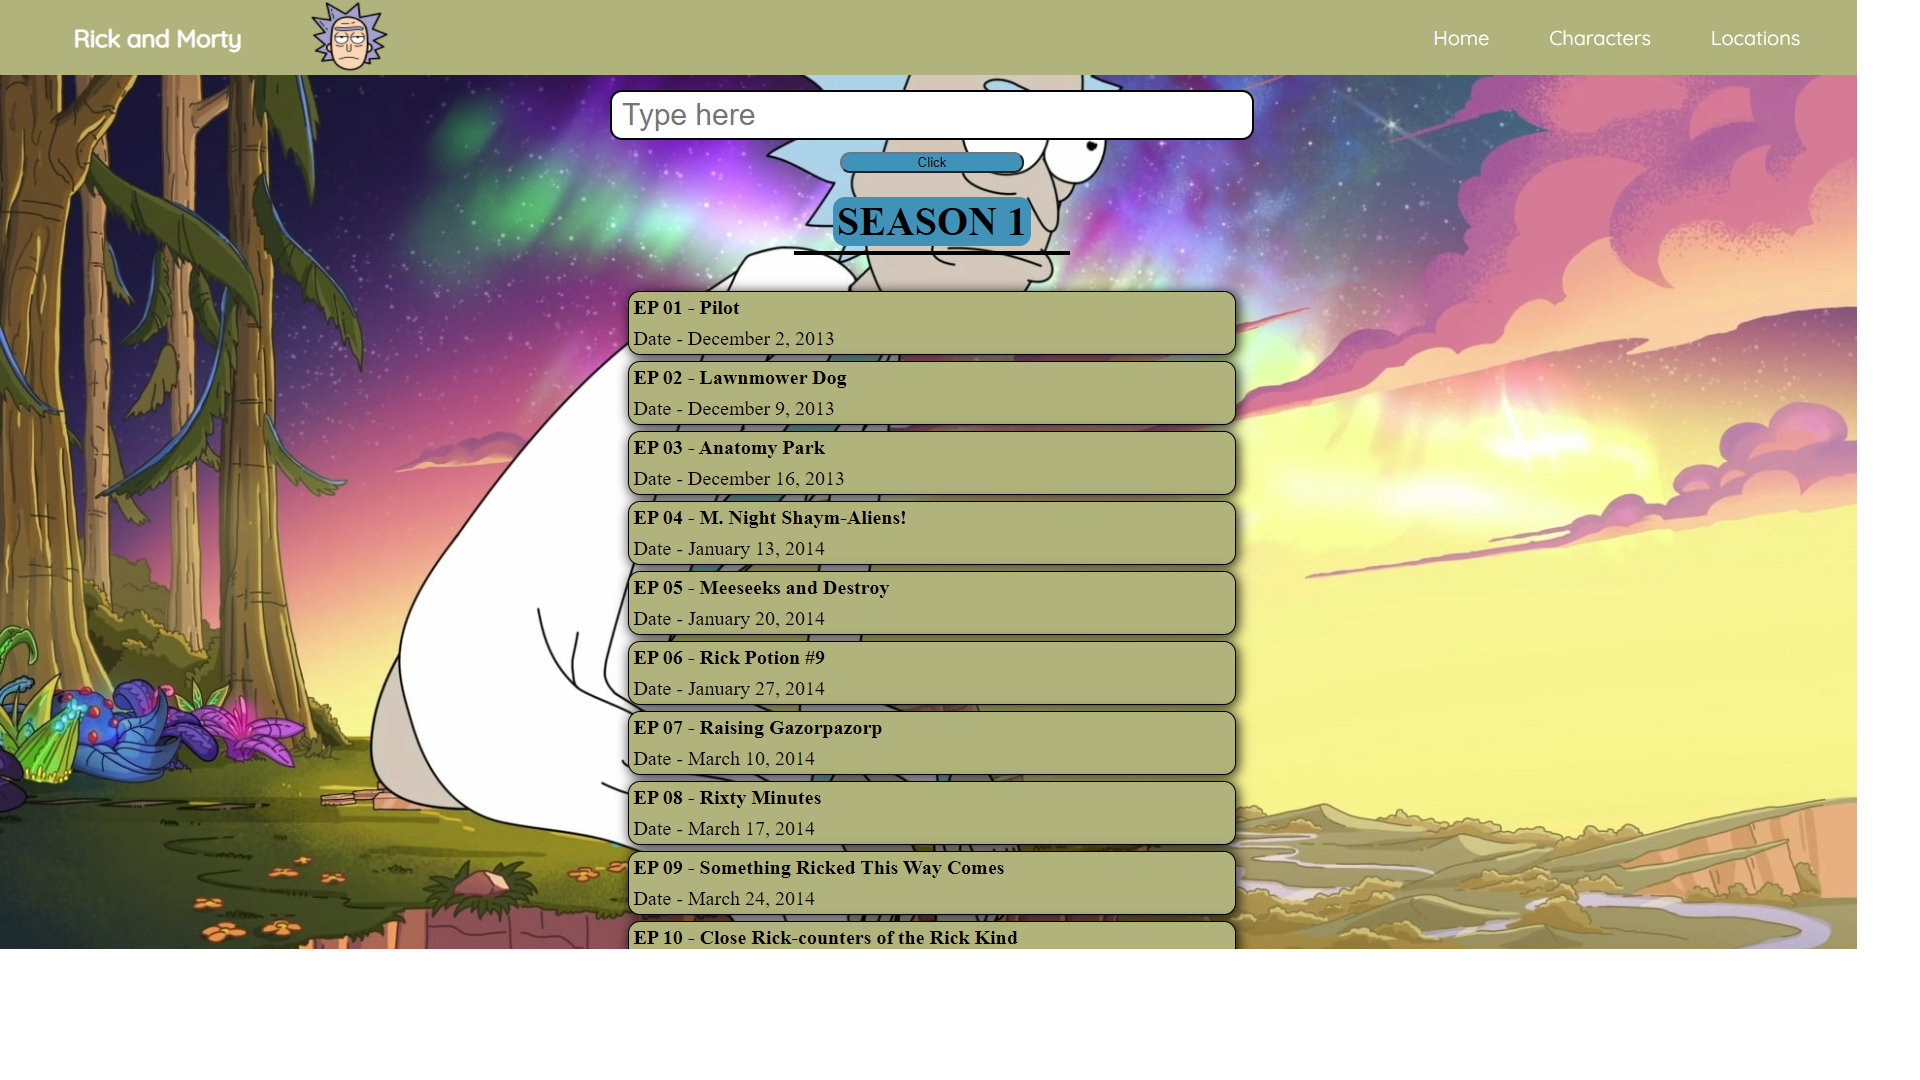 Rick and Morty
Home Characters Locations
Type here
Click
SEASON 1
EP 01 - Pilot
Date - December 2, 2013
EP 02 - Lawnmower Dog
Date - December 9, 2013
EP 03 - Anatomy Park
Date - December 16, 2013
EP 04 - M. Night Shaym-Aliens!
Date - January 13, 2014
EP 05 - Meeseeks and Destroy
Date - January 20, 2014
EP 06 - Rick Potion #9
Date - January 27, 2014
EP 07 - Raising Gazorpazorp
Date - March 10, 2014
EP 08 - Rixty Minutes
Date - March 17, 2014
EP 09 - Something Ricked This Way Comes
Date - March 24, 2014
EP 10 - Close Rick-counters of the Rick Kind